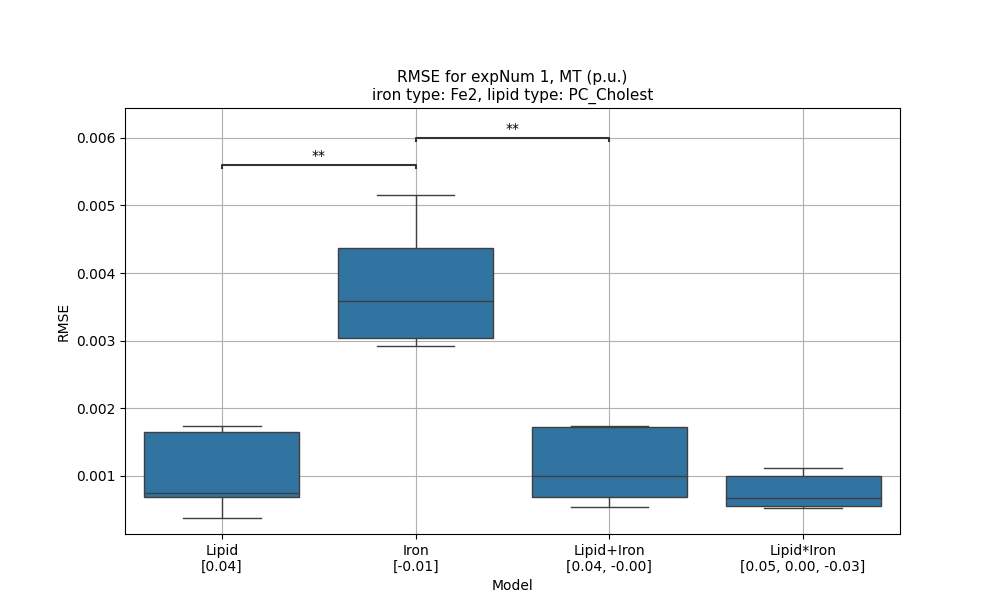 RMSE for expNum 1, MT (p.u.)
iron type: Fe2, lipid type: PC_Cholest
**
**
0.006
0.005
0.004
0.003
0.002
0.001
RMSE
Lipid
[0.04]
Iron
[-0.01]
Lipid+Iron
[0.04, -0.00]
Lipid*Iron
[0.05, 0.00, -0.03]
Model